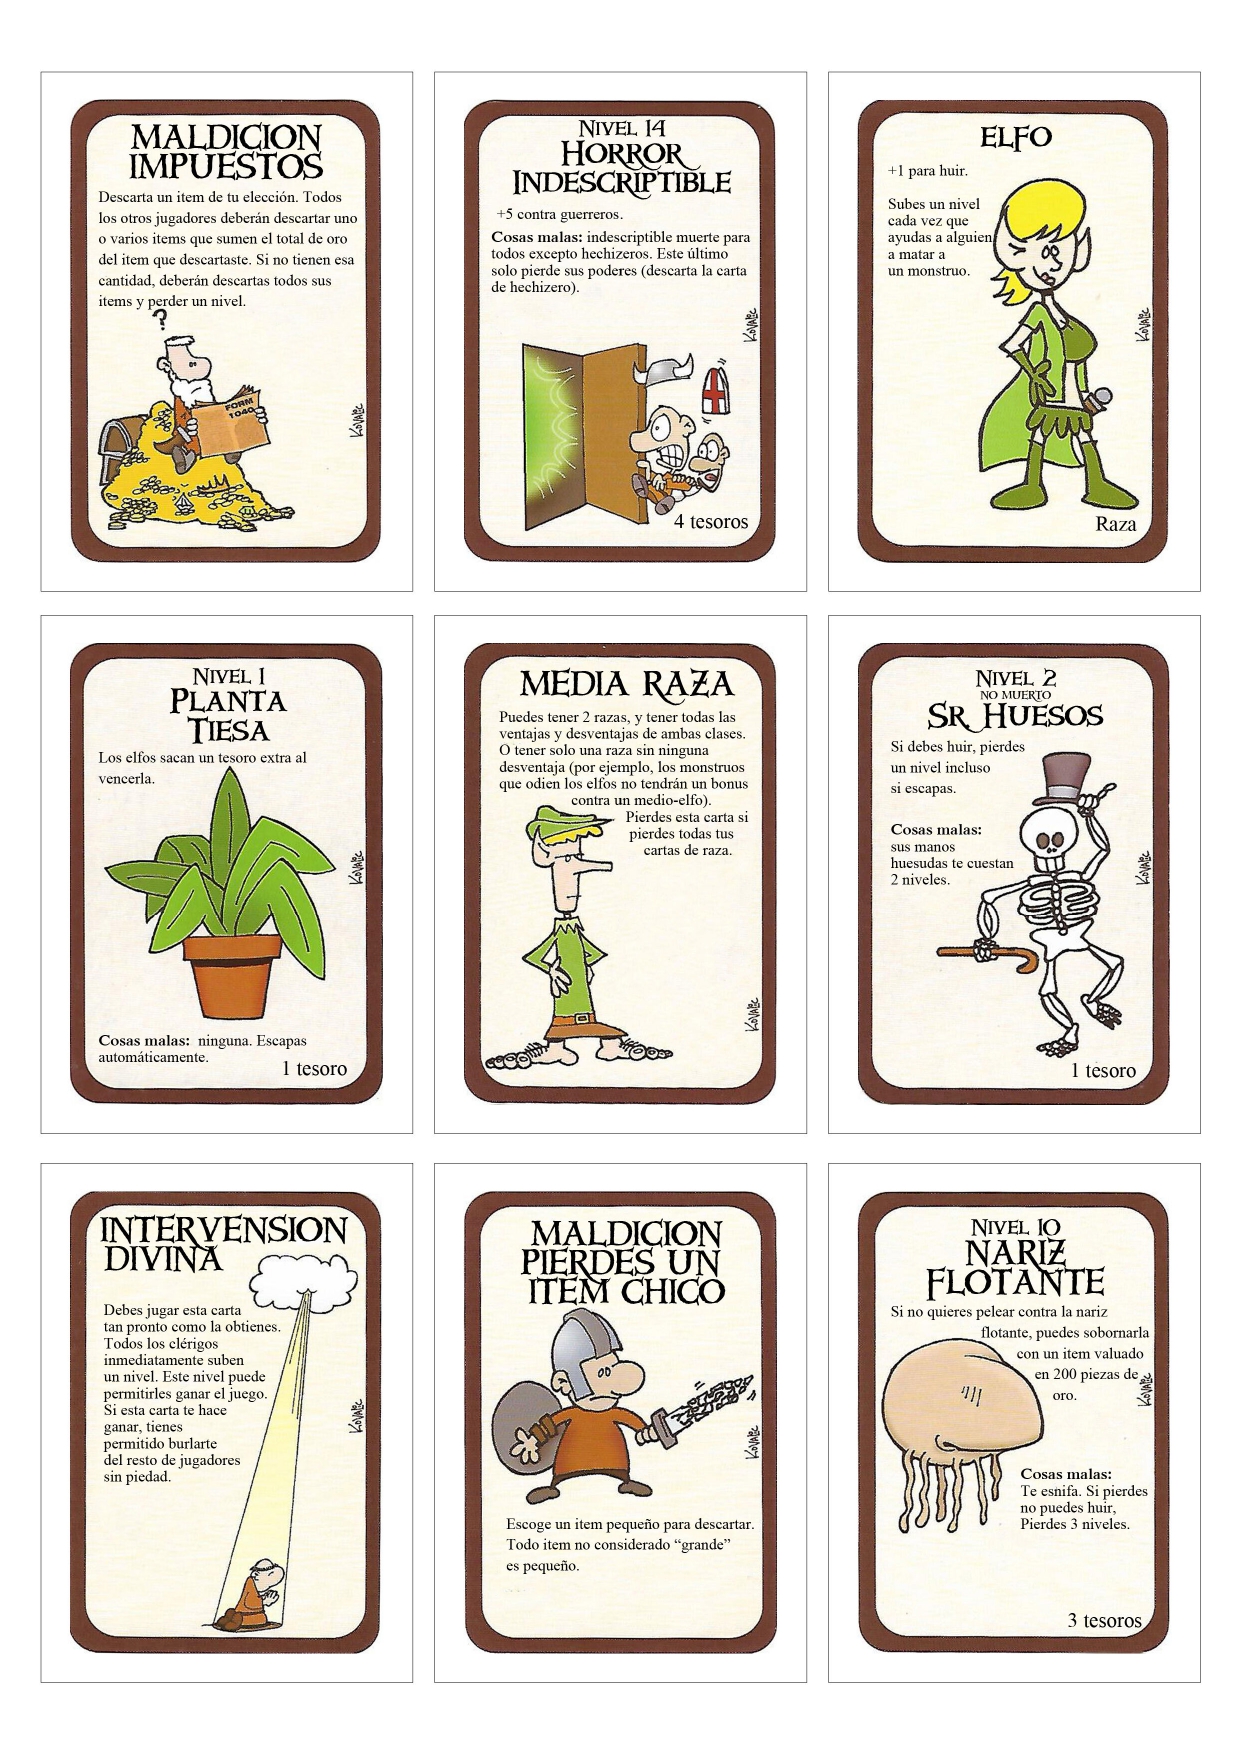 MALDICION
IMPUESTOS
Descarta un item de tu elección. Todos
los otros jugadores deberán descartar uno
o varios items que sumen el total de oro
del item que descartaste. Si no tienen esa
cantidad, deberán descartas todos sus
items y perder un nivel.
?
FORM
1040
KOVALIC
NIVEL 14
HORROR
INDESCRIPTIBLE
+5 contra guerreros.
Cosas malas: indescriptible muerte para
todos excepto hechizeros. Este último
solo pierde sus poderes (descarta la carta
de hechizero).
KOVALIC
4 tesoros
ELFO
+1 para huir.
Subes un nivel
cada vez que
ayudas a alguien
a matar a
un monstruo.
KOVALIC
Raza
NIVEL 1
PLANTA
TIESA
Los elfos sacan un tesoro extra al
vencerla.
KOVALIC
Cosas malas: ninguna. Escapas
automáticamente.
1 tesoro
MEDIA RAZA
Puedes tener 2 razas, y tener todas las
ventajas y desventajas de ambas clases.
O tener solo una raza sin ninguna
desventaja (por ejemplo, los monstruos
que odien los elfos no tendrán un bonus
contra un medio-elfo).
Pierdes esta carta si
pierdes todas tus
cartas de raza.
KOVALIC
NIVEL 2
NO MUERTO
SR. HUESOS
Si debes huir, pierdes
un nivel incluso
si escapas.
Cosas malas:
sus manos
huesudas te cuestan
2 niveles.
KOVALIC
1 tesoro
INTERVENSION
DIVINA
Debes jugar esta carta
tan pronto como la obtienes.
Todos los clérigos
inmediatamente suben
un nivel. Este nivel puede
permitirles ganar el juego.
Si esta carta te hace
ganar, tienes
permitido burlarte
del resto de jugadores
sin piedad.
KOVALIC
MALDICION
PIERDES UN
ITEM CHICO
KOVALIC
Escoge un item pequeño para descartar.
Todo item no considerado “grande”
es pequeño.
NIVEL 10
NARIZ
FLOTANTE
Si no quieres pelear contra la nariz
flotante, puedes sobornarla
con un item valuado
en 200 piezas de
oro.
KOVALIC
Cosas malas:
Te esnifa. Si pierdes
no puedes huir,
Pierdes 3 niveles.
3 tesoros